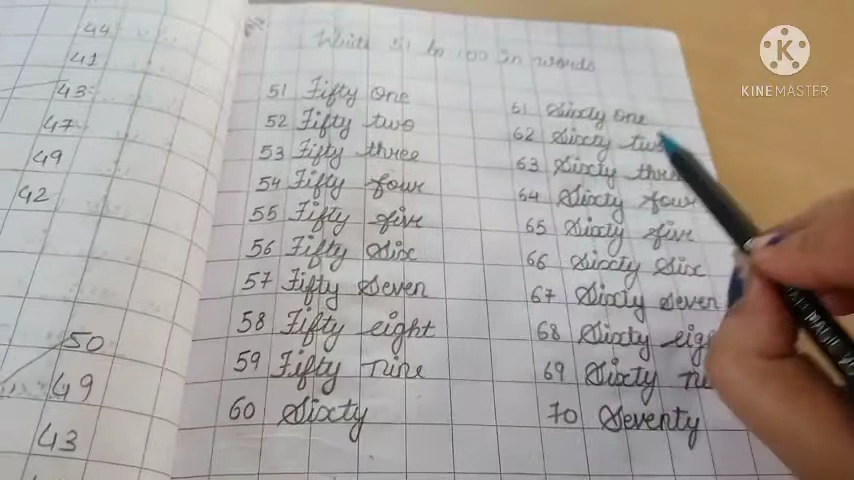 44
41
43
47
49
42
50
49
43
Write 51 to 100 In words
51 Fifty One
52 Fifty two
53 Fifty three
54 Fifty four
55 Fifty five
56 Fifty Six
57 Fifty Seven
58 Fifty eight
59 Fifty nine
60 Sixty
61 Sixty One
62 Sixty two
63 Sixty three
64 Sixty four
65 Sixty five
66 Sixty Six
67 Sixty Seven
68 Sixty eig
69 Sixty
70 Seventy
KINEMASTER